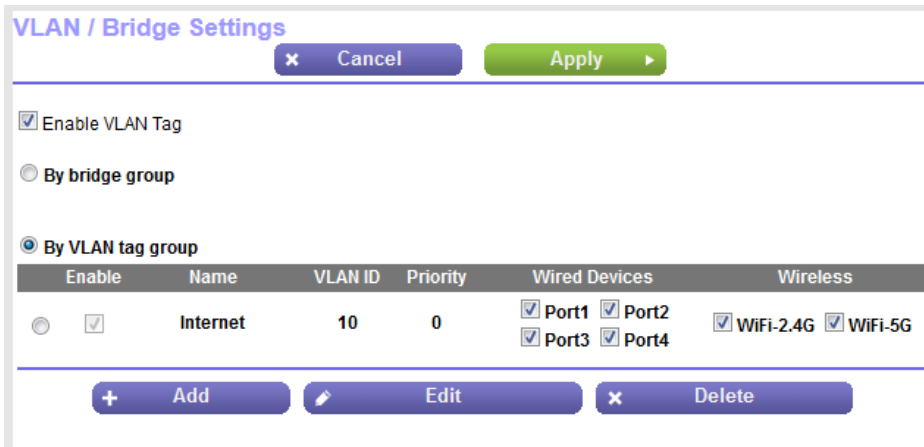 VLAN / Bridge Settings
Cancel Apply
Enable VLAN Tag
By bridge group
By VLAN tag group
Enable Name VLAN ID Priority Wired Devices Wireless
Port1 Port2
Internet 10 0 WiFi-2.4G WiFi-5G
Port3 Port4
Add Edit Delete